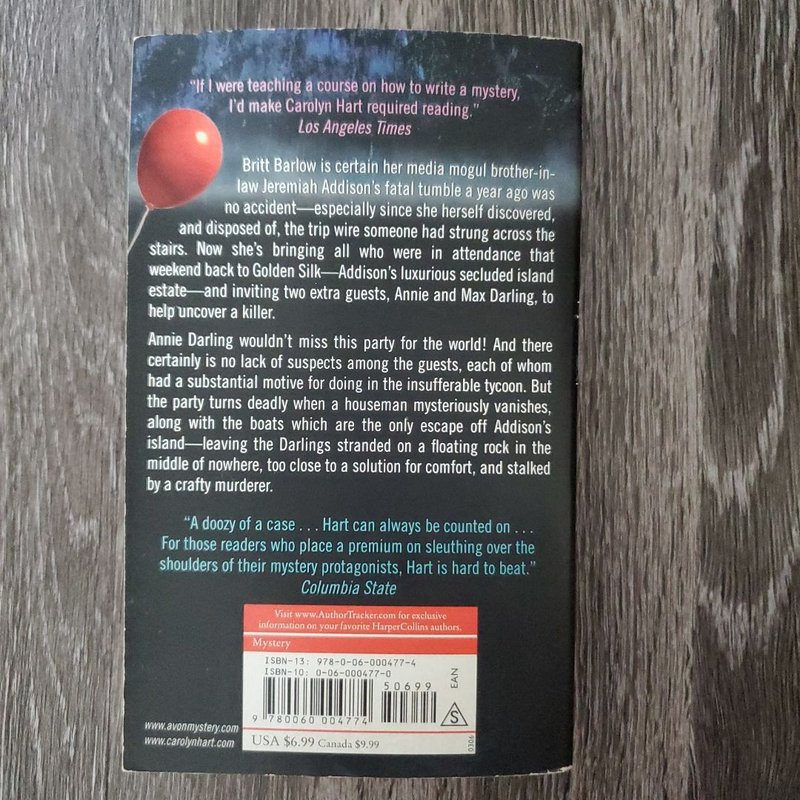 "If I were teaching a course on how to write a mystery,
I'd make Carolyn Hart required reading."
Los Angeles Times
Britt Barlow is certain her media mogul brother-in-
law Jeremiah Addison's fatal tumble a year ago was
no accident—especially since she herself discovered,
and disposed of, the trip wire someone had strung across the
stairs. Now she's bringing all who were in attendance that
weekend back to Golden Silk—Addison's luxurious secluded island
estate—and inviting two extra guests, Annie and Max Darling, to
help uncover a killer.
Annie Darling wouldn't miss this party for the world! And there
certainly is no lack of suspects among the guests, each of whom
had a substantial motive for doing in the insufferable tycoon. But
the party turns deadly when a houseman mysteriously vanishes,
along with the boats which are the only escape off Addison's
island—leaving the Darlings stranded on a floating rock in the
middle of nowhere, too close to a solution for comfort, and stalked
by a crafty murderer.
"A doozy of a case . . . Hart can always be counted on . . .
For those readers who place a premium on sleuthing over the
shoulders of their mystery protagonists, Hart is hard to beat."
Columbia State
Visit www.AuthorTracker.com for exclusive
information on your favorite HarperCollins authors.
Mystery
ISBN-13: 978-0-06-000477-4
ISBN-10: 0-06-000477-0
50699
EAN
S
9 780060 004774
USA $6.99 Canada $9.99
0306
www.avonmystery.com
www.carolynhart.com